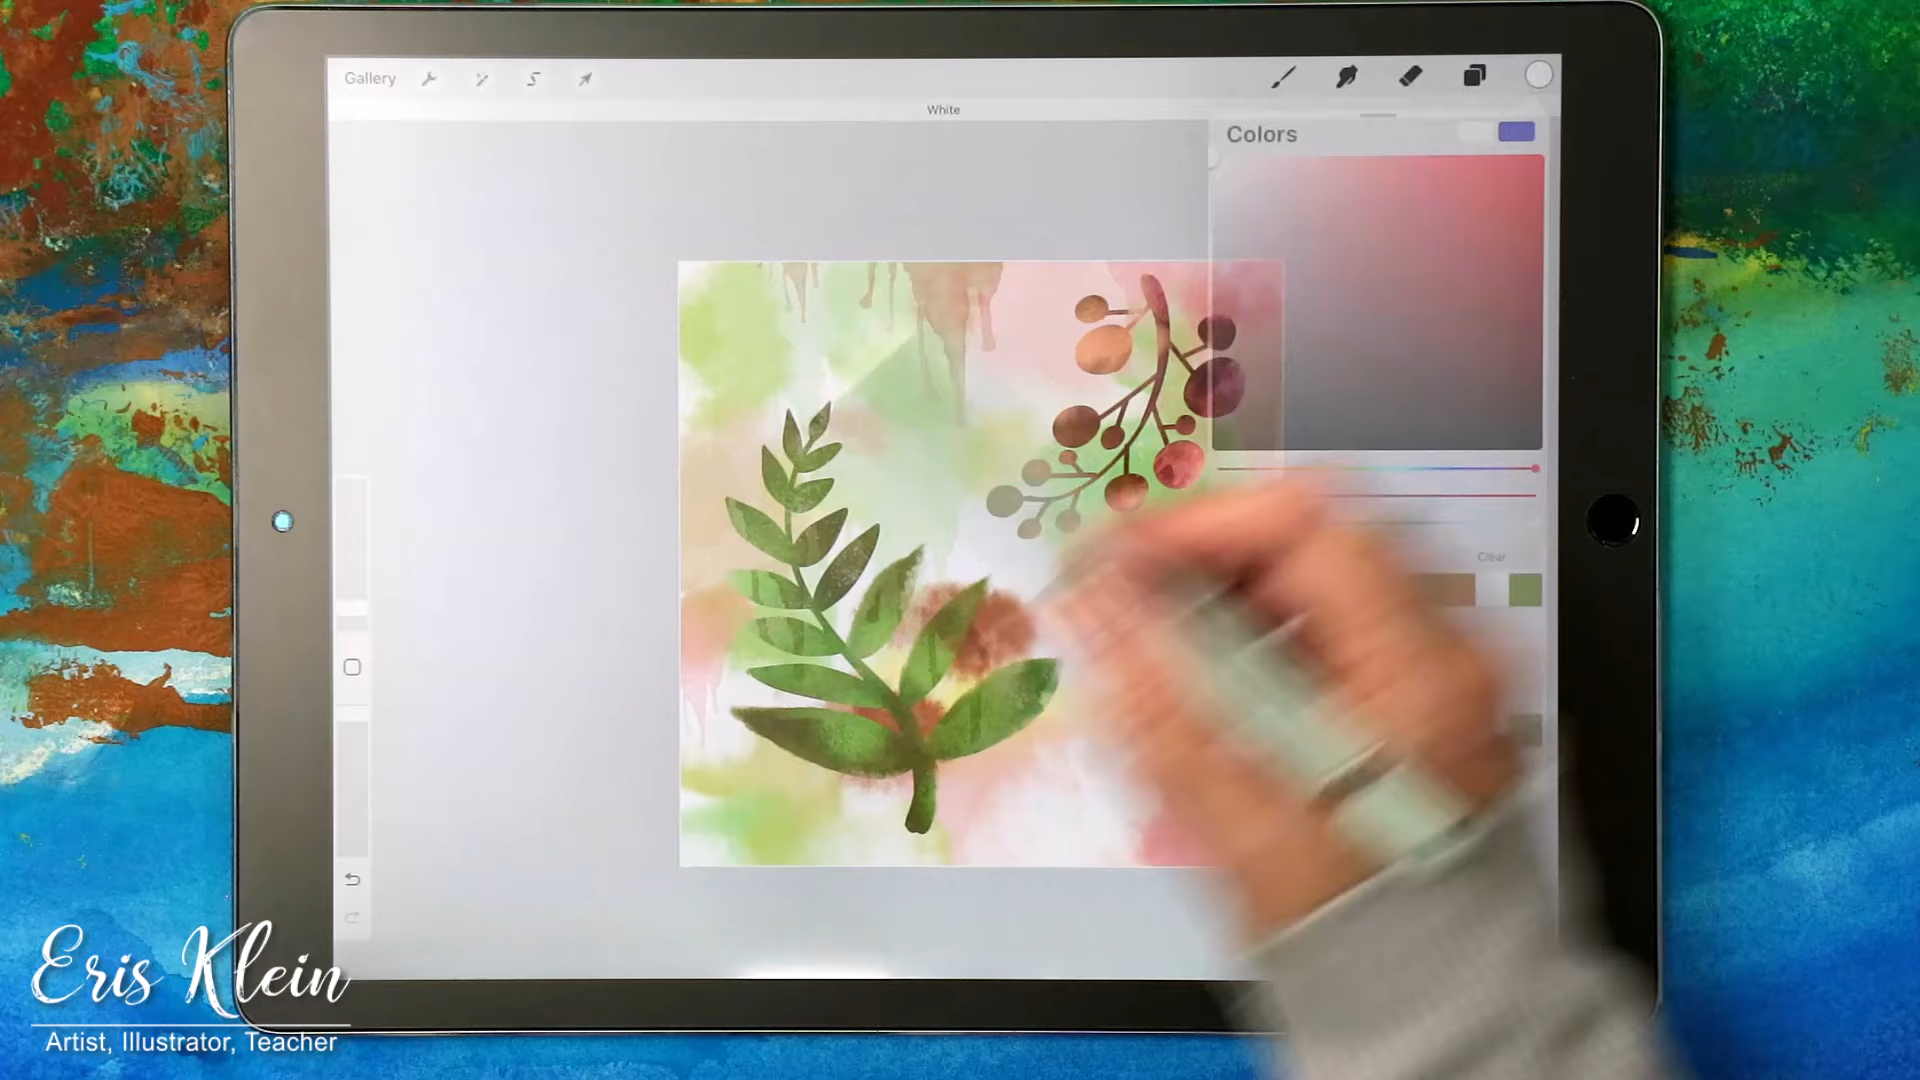 Gallery
White
Colors
Clear
Eris Klein
Artist, Illustrator, Teacher